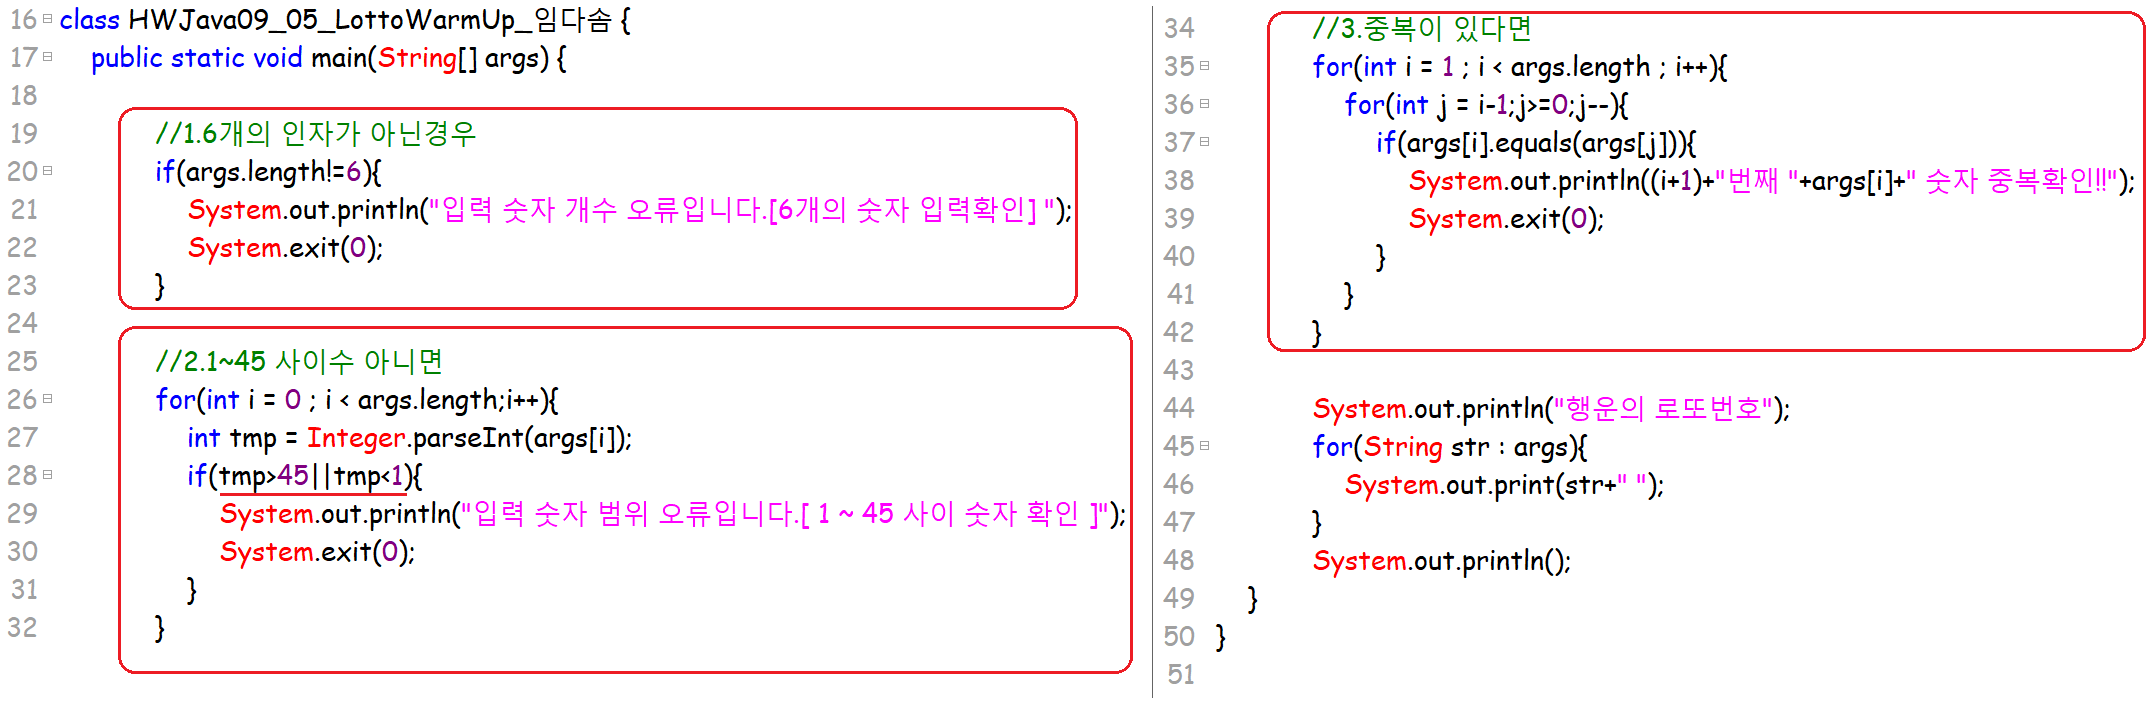 16 class HWJava09_05_LottoWarmUp_임다솜 {
17 public static void main(String[] args) {
18
19 //1.6개의 인자가 아닌경우
20 if(args.length!=6){
21 System.out.println("입력 숫자 개수 오류입니다.[6개의 숫자 입력확인] ");
22 System.exit(0);
23 }
24
25 //2.1~45 사이수 아니면
26 for(int i = 0 ; i < args.length;i++){
27 int tmp = Integer.parseInt(args[i]);
28 if(tmp>45||tmp<1){
29 System.out.println("입력 숫자 범위 오류입니다.[ 1 ~ 45 사이 숫자 확인 ]");
30 System.exit(0);
31 }
32 }
34 //3.중복이 있다면
35 for(int i = 1 ; i < args.length ; i++){
36 for(int j = i-1;j>=0;j--){
37 if(args[i].equals(args[j])){
38 System.out.println((i+1)+"번째 "+args[i]+" 숫자 중복확인!!");
39 System.exit(0);
40 }
41 }
42 }
43
44 System.out.println("행운의 로또번호");
45 for(String str : args){
46 System.out.print(str+" ");
47 }
48 System.out.println();
49 }
50 }
51